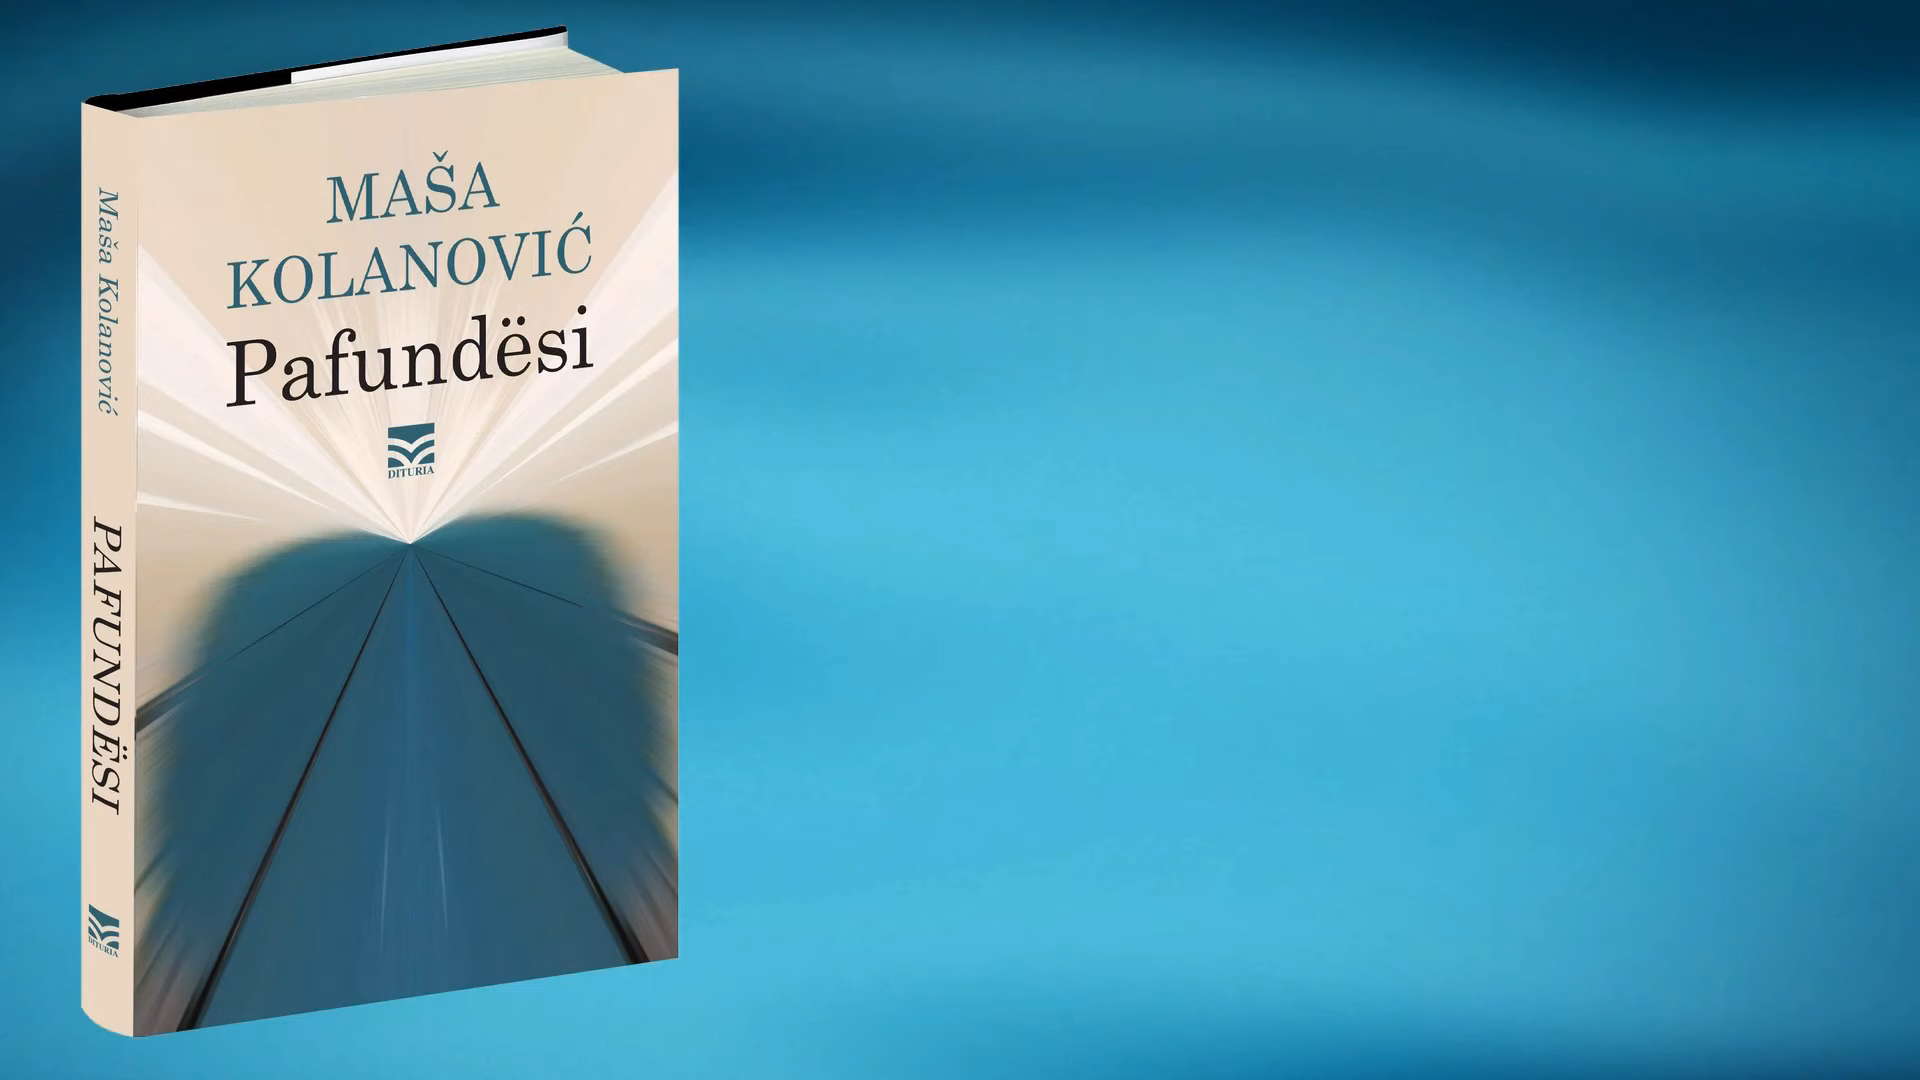 MAŠA
KOLANOVIĆ
Pafundësi
DITURIA
Maša Kolanović
PAFUNDËSI
DITURIA